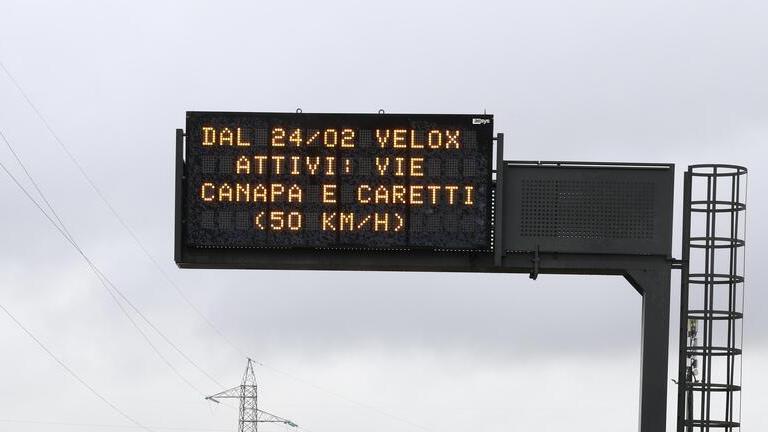 DAL 24/02 VELOX
ATTIVI: VIE
CANAPA E CARETTI
(50 KM/H)